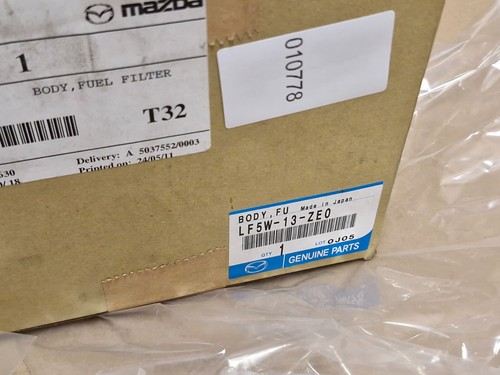 mazda
1
BODY,FUEL FILTER
T32
Delivery: A 5037552/0003
Printed on: 24/05/11
010778
BODY,FU Made in Japan
LF5W-13-ZE0
QTY 1 LOT 0J05
GENUINE PARTS